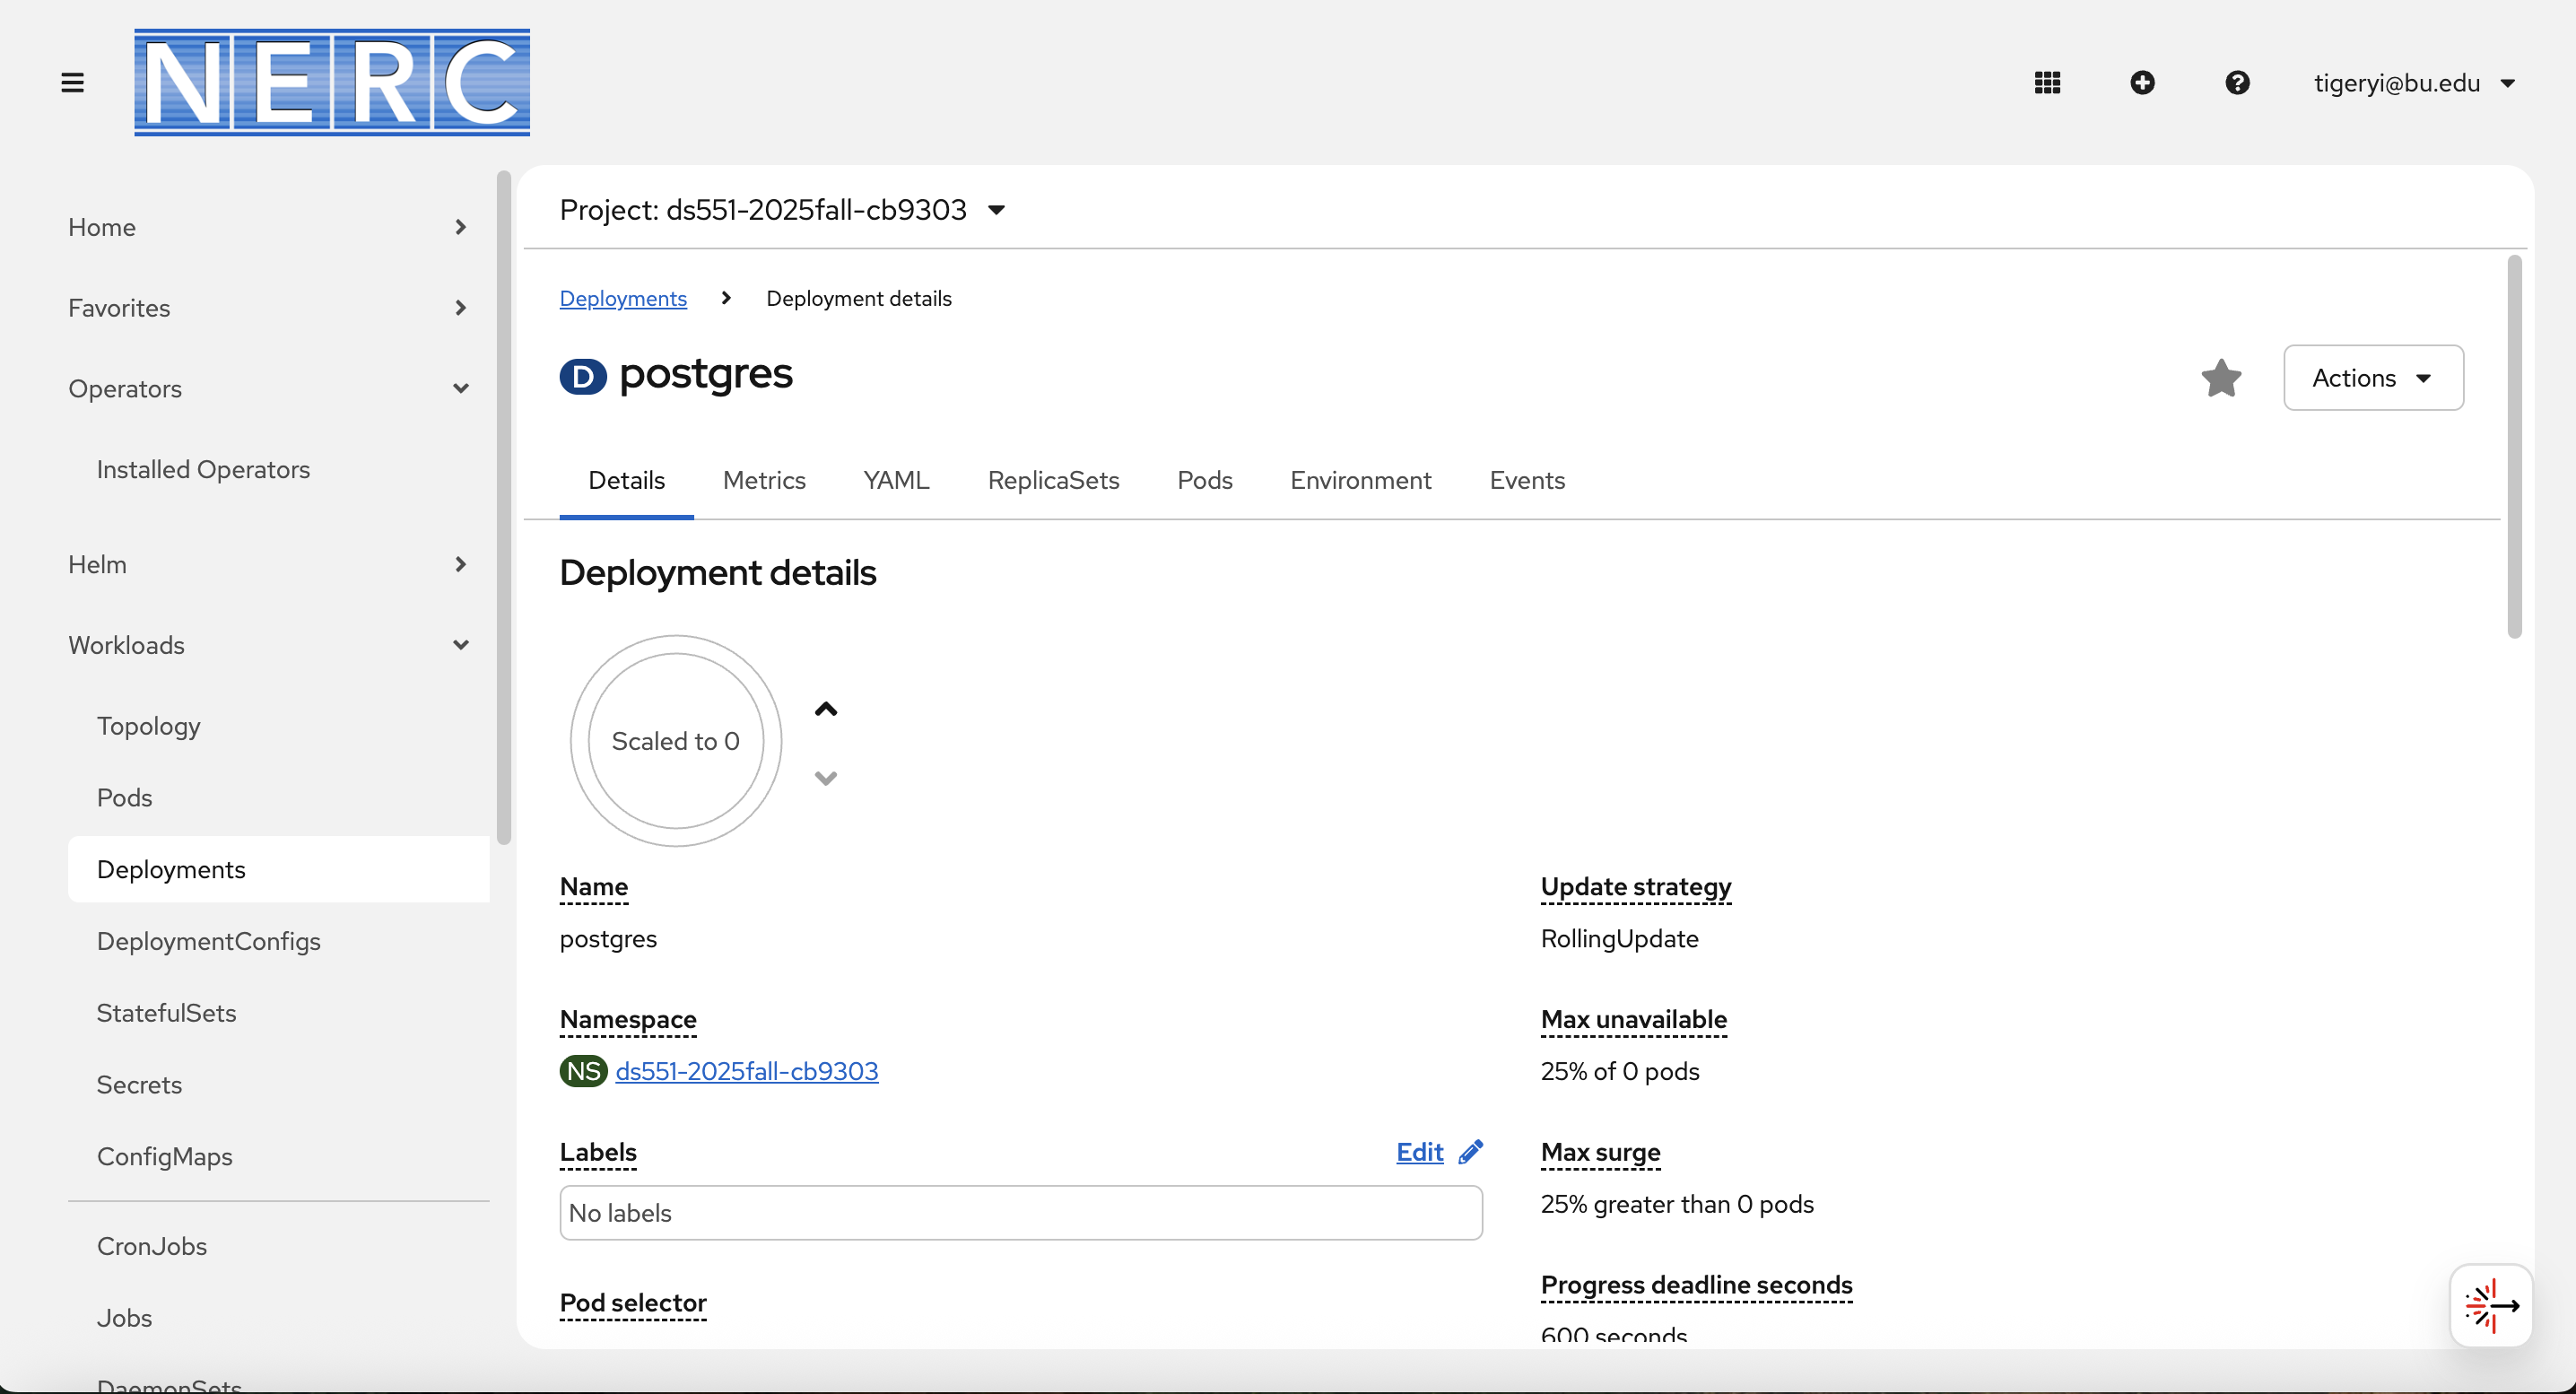 NERC
tigeryi@bu.edu
Home
Favorites
Operators
Installed Operators
Helm
Workloads
Topology
Pods
Deployments
DeploymentConfigs
StatefulSets
Secrets
ConfigMaps
CronJobs
Jobs
DaemonSets
Project: ds551-2025fall-cb9303
Deployments
Deployment details
D postgres
Actions
Details Metrics YAML ReplicaSets Pods Environment Events
Deployment details
Scaled to 0
Name
postgres
Namespace
NS ds551-2025fall-cb9303
Labels
Edit
No labels
Pod selector
Update strategy
RollingUpdate
Max unavailable
25% of 0 pods
Max surge
25% greater than 0 pods
Progress deadline seconds
600 seconds